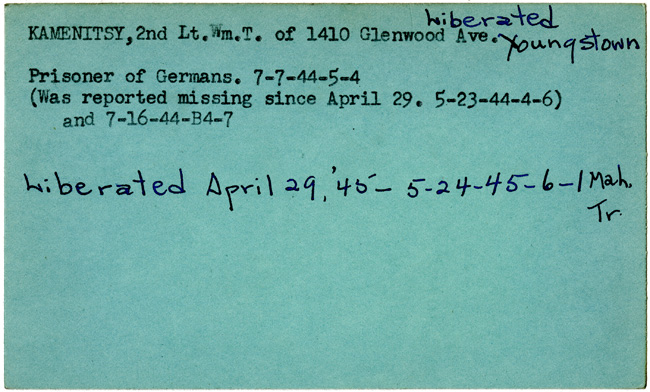 Liberated
KAMENITSY, 2nd Lt. Wm.T. of 1410 Glenwood Ave. Youngstown
Prisoner of Germans. 7-7-44-5-4
(Was reported missing since April 29. 5-23-44-4-6)
and 7-16-44-B4-7
Liberated April 29, '45- 5-24-45-6-1 Mah.
Tr.